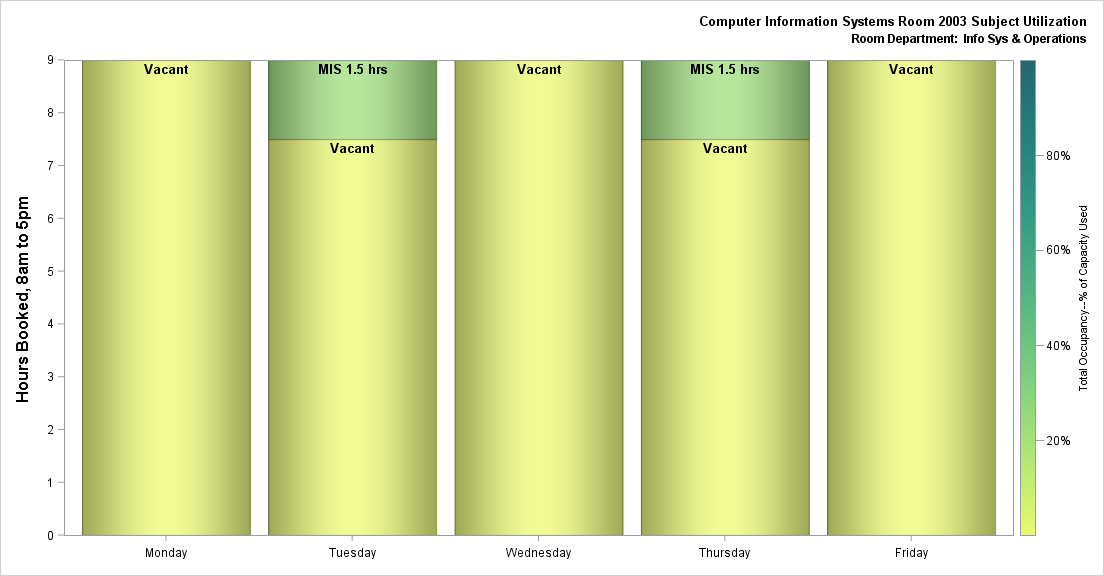 Computer Information Systems Room 2003 Subject Utilization
Room Department: Info Sys & Operations
Hours Booked, 8am to 5pm
9
8
7
6
5
4
3
2
1
0
Vacant
MIS 1.5 hrs
Vacant
Vacant
MIS 1.5 hrs
Vacant
Vacant
Monday
Tuesday
Wednesday
Thursday
Friday
80%
60%
40%
20%
Total Occupancy--% of Capacity Used